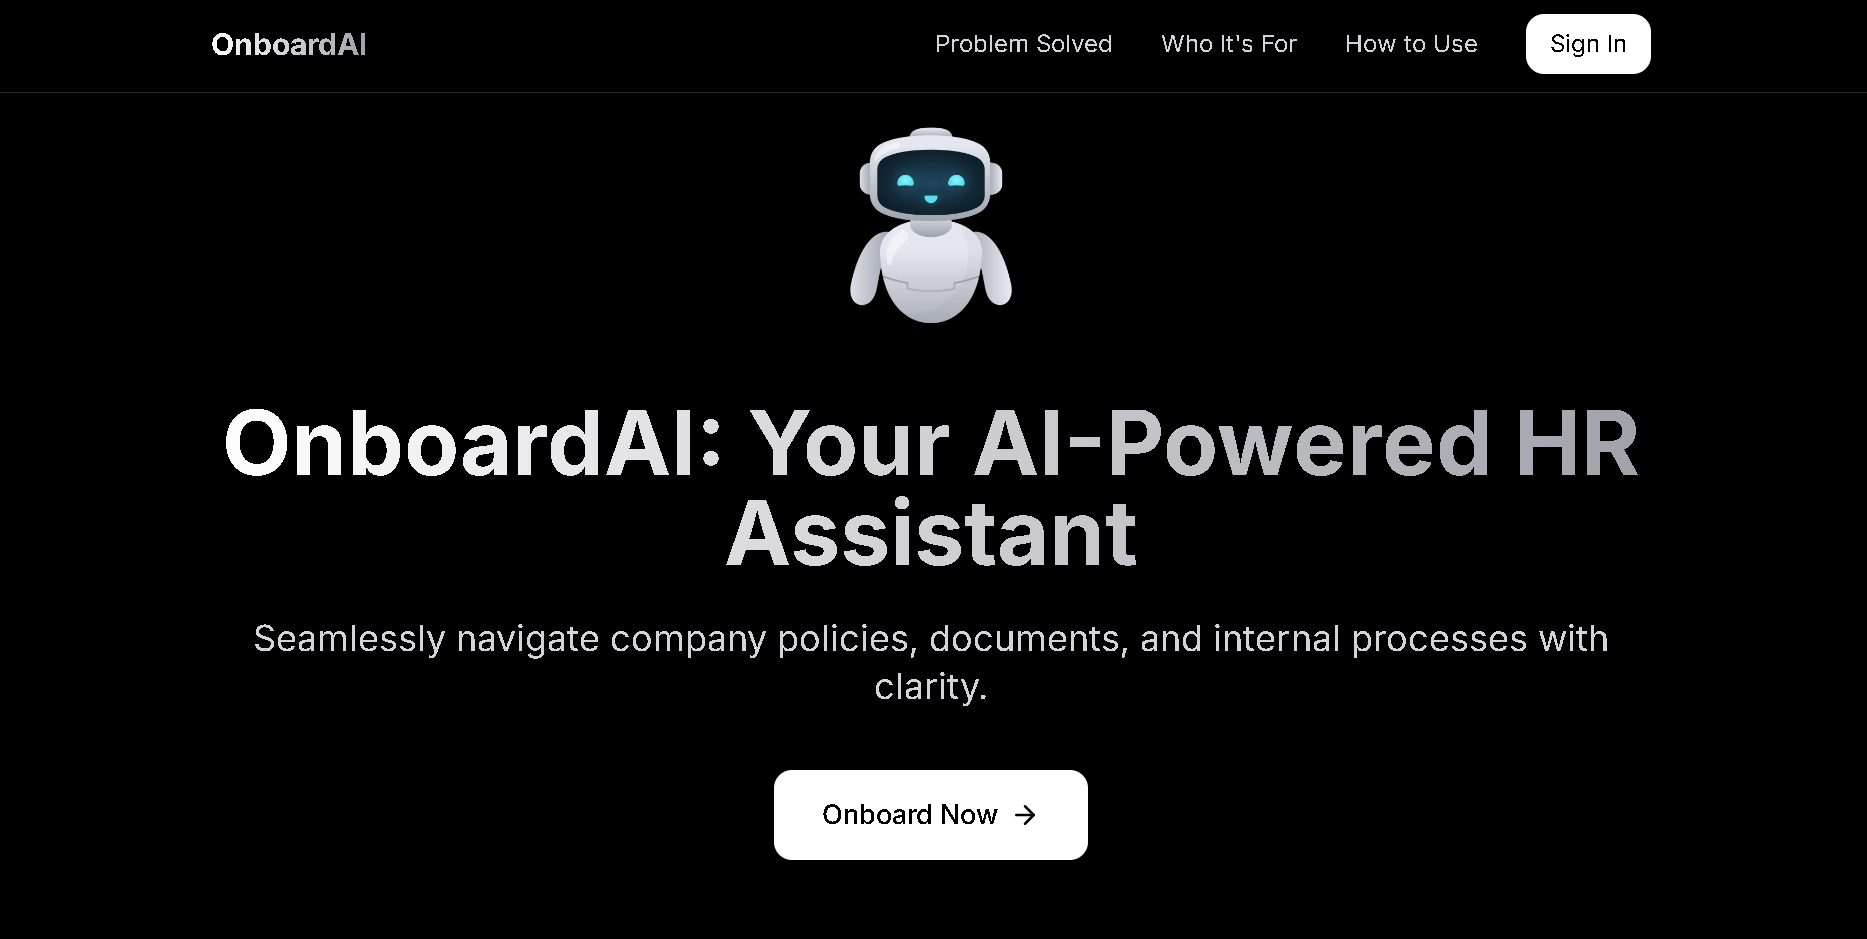 OnboardAI
Problem Solved
Who It's For
How to Use
Sign In
OnboardAI: Your AI-Powered HR
Assistant
Seamlessly navigate company policies, documents, and internal processes with
clarity.
Onboard Now →